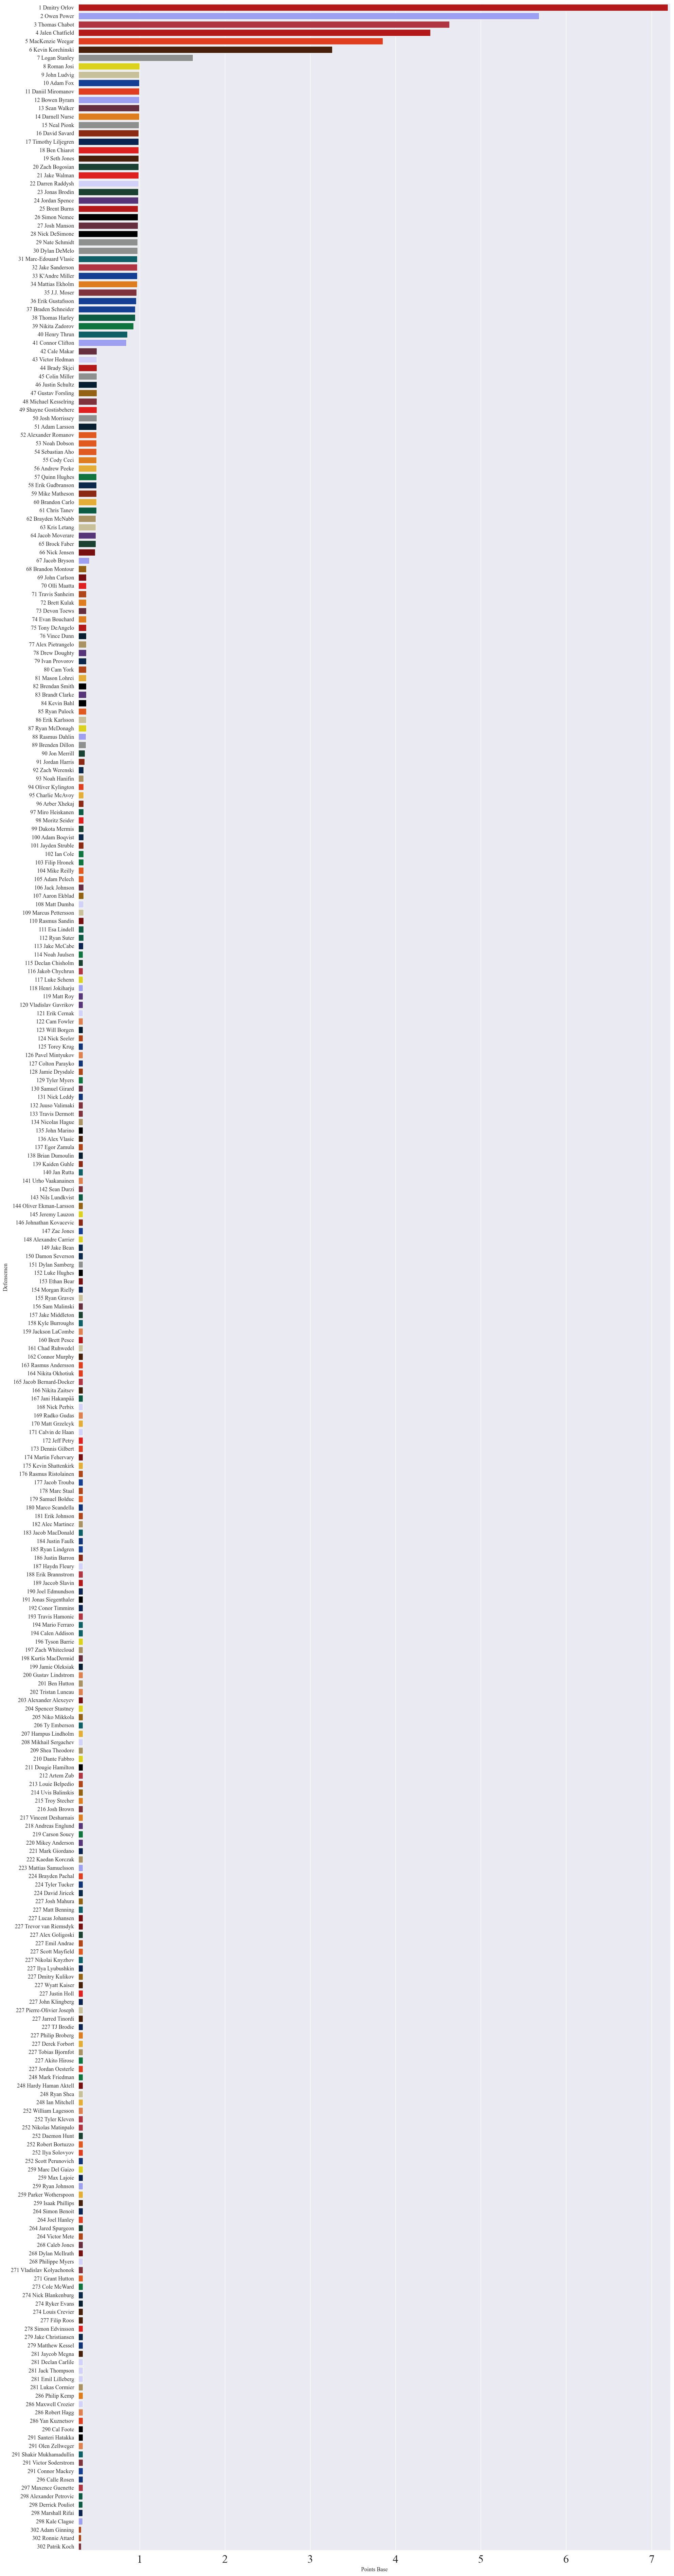 1 Dmitry Orlov
2 Owen Power
3 Thomas Chabot
4 Jalen Chatfield
5 MacKenzie Weegar
6 Kevin Korchinski
7 Logan Stanley
8 Roman Josi
9 John Ludvig
10 Adam Fox
11 Daniil Miromanov
12 Bowen Byram
13 Sean Walker
14 Darnell Nurse
15 Neal Pionk
16 David Savard
17 Timothy Liljegren
18 Ben Chiarot
19 Seth Jones
20 Zach Bogosian
21 Jake Walman
22 Darren Raddysh
23 Jonas Brodin
24 Jordan Spence
25 Brent Burns
26 Simon Nemec
27 Josh Manson
28 Nick DeSimone
29 Nate Schmidt
30 Dylan DeMelo
31 Marc-Edouard Vlasic
32 Jake Sanderson
33 K'Andre Miller
34 Mattias Ekholm
35 J.J. Moser
36 Erik Gustafsson
37 Braden Schneider
38 Thomas Harley
39 Nikita Zadorov
40 Henry Thrun
41 Connor Clifton
42 Cale Makar
43 Victor Hedman
44 Brady Skjei
45 Colin Miller
46 Justin Schultz
47 Gustav Forsling
48 Michael Kesselring
49 Shayne Gostisbehere
50 Josh Morrissey
51 Adam Larsson
52 Alexander Romanov
53 Noah Dobson
54 Sebastian Aho
55 Cody Ceci
56 Andrew Peeke
57 Quinn Hughes
58 Erik Gudbranson
59 Mike Matheson
60 Brandon Carlo
61 Chris Tanev
62 Brayden McNabb
63 Kris Letang
64 Jacob Moverare
65 Brock Faber
66 Nick Jensen
67 Jacob Bryson
68 Brandon Montour
69 John Carlson
70 Olli Maatta
71 Travis Sanheim
72 Brett Kulak
73 Devon Toews
74 Evan Bouchard
75 Tony DeAngelo
76 Vince Dunn
77 Alex Pietrangelo
78 Drew Doughty
79 Ivan Provorov
80 Cam York
81 Mason Lohrei
82 Brendan Smith
83 Brandt Clarke
84 Kevin Bahl
85 Ryan Pulock
86 Erik Karlsson
87 Ryan McDonagh
88 Rasmus Dahlin
89 Brenden Dillon
90 Jon Merrill
91 Jordan Harris
92 Zach Werenski
93 Noah Hanifin
94 Oliver Kylington
95 Charlie McAvoy
96 Arber Xhekaj
97 Miro Heiskanen
98 Moritz Seider
99 Dakota Mermis
100 Adam Boqvist
101 Jayden Struble
102 Ian Cole
103 Filip Hronek
104 Mike Reilly
105 Adam Pelech
106 Jack Johnson
107 Aaron Ekblad
108 Matt Dumba
109 Marcus Pettersson
110 Rasmus Sandin
111 Esa Lindell
112 Ryan Suter
113 Jake McCabe
114 Noah Juulsen
115 Declan Chisholm
116 Jakob Chychrun
117 Luke Schenn
118 Henri Jokiharju
119 Matt Roy
120 Vladislav Gavrikov
121 Erik Cernak
122 Cam Fowler
123 Will Borgen
124 Nick Seeler
125 Torey Krug
126 Pavel Mintyukov
127 Colton Parayko
128 Jamie Drysdale
129 Tyler Myers
130 Samuel Girard
131 Nick Leddy
132 Juuso Valimaki
133 Travis Dermott
134 Nicolas Hague
135 John Marino
136 Alex Vlasic
137 Egor Zamula
138 Brian Dumoulin
139 Kaiden Guhle
140 Jan Rutta
141 Urho Vaakanainen
142 Sean Durzi
143 Nils Lundkvist
144 Oliver Ekman-Larsson
145 Jeremy Lauzon
146 Johnathan Kovacevic
147 Zac Jones
148 Alexandre Carrier
149 Jake Bean
150 Damon Severson
151 Dylan Samberg
152 Luke Hughes
153 Ethan Bear
154 Morgan Rielly
155 Ryan Graves
156 Sam Malinski
157 Jake Middleton
158 Kyle Burroughs
159 Jackson LaCombe
160 Brett Pesce
161 Chad Ruhwedel
162 Connor Murphy
163 Rasmus Andersson
164 Nikita Okhotiuk
165 Jacob Bernard-Docker
166 Nikita Zaitsev
167 Jani Hakanpää
168 Nick Perbix
169 Radko Gudas
170 Matt Grzelcyk
171 Calvin de Haan
172 Jeff Petry
173 Dennis Gilbert
174 Martin Fehervary
175 Kevin Shattenkirk
176 Rasmus Ristolainen
177 Jacob Trouba
178 Marc Staal
179 Samuel Bolduc
180 Marco Scandella
181 Erik Johnson
182 Alec Martinez
183 Jacob MacDonald
184 Justin Faulk
185 Ryan Lindgren
186 Justin Barron
187 Haydn Fleury
188 Erik Brannstrom
189 Jaccob Slavin
190 Joel Edmundson
191 Jonas Siegenthaler
192 Conor Timmins
193 Travis Hamonic
194 Mario Ferraro
194 Calen Addison
196 Tyson Barrie
197 Zach Whitecloud
198 Kurtis MacDermid
199 Jamie Oleksiak
200 Gustav Lindstrom
201 Ben Hutton
202 Tristan Luneau
203 Alexander Alexeyev
204 Spencer Stastney
205 Niko Mikkola
206 Ty Emberson
207 Hampus Lindholm
208 Mikhail Sergachev
209 Shea Theodore
210 Dante Fabbro
211 Dougie Hamilton
212 Artem Zub
213 Louie Belpedio
214 Uvis Balinskis
215 Troy Stecher
216 Josh Brown
217 Vincent Desharnais
218 Andreas Englund
219 Carson Soucy
220 Mikey Anderson
221 Mark Giordano
222 Kaedan Korczak
223 Mattias Samuelsson
224 Brayden Pachal
224 Tyler Tucker
224 David Jiricek
227 Josh Mahura
227 Matt Benning
227 Lucas Johansen
227 Trevor van Riemsdyk
227 Alex Goligoski
227 Emil Andrae
227 Scott Mayfield
227 Nikolai Knyzhov
227 Ilya Lyubushkin
227 Dmitry Kulikov
227 Wyatt Kaiser
227 Justin Holl
227 John Klingberg
227 Pierre-Olivier Joseph
227 Jarred Tinordi
227 TJ Brodie
227 Philip Broberg
227 Derek Forbort
227 Tobias Bjornfot
227 Akito Hirose
227 Jordan Oesterle
248 Mark Friedman
248 Hardy Haman Aktell
248 Ryan Shea
248 Ian Mitchell
252 William Lagesson
252 Tyler Kleven
252 Nikolas Matinpalo
252 Daemon Hunt
252 Robert Bortuzzo
252 Ilya Solovyov
252 Scott Perunovich
259 Marc Del Gaizo
259 Max Lajoie
259 Ryan Johnson
259 Parker Wotherspoon
259 Isaak Phillips
264 Simon Benoit
264 Joel Hanley
264 Jared Spurgeon
264 Victor Mete
268 Caleb Jones
268 Dylan McIlrath
268 Philippe Myers
271 Vladislav Kolyachonok
271 Grant Hutton
273 Cole McWard
274 Nick Blankenburg
274 Ryker Evans
274 Louis Crevier
277 Filip Roos
278 Simon Edvinsson
279 Jake Christiansen
279 Matthew Kessel
281 Jaycob Megna
281 Declan Carlile
281 Jack Thompson
281 Emil Lilleberg
281 Lukas Cormier
286 Philip Kemp
286 Maxwell Crozier
286 Robert Hagg
286 Yan Kuznetsov
290 Cal Foote
291 Santeri Hatakka
291 Olen Zellweger
291 Shakir Mukhamadullin
291 Victor Soderstrom
291 Connor Mackey
296 Calle Rosen
297 Maxence Guenette
298 Alexander Petrovic
298 Derrick Pouliot
298 Marshall Rifai
298 Kale Clague
302 Adam Ginning
302 Ronnie Attard
302 Patrik Koch
Defensemen
1 2 3 4 5 6 7
Points Base